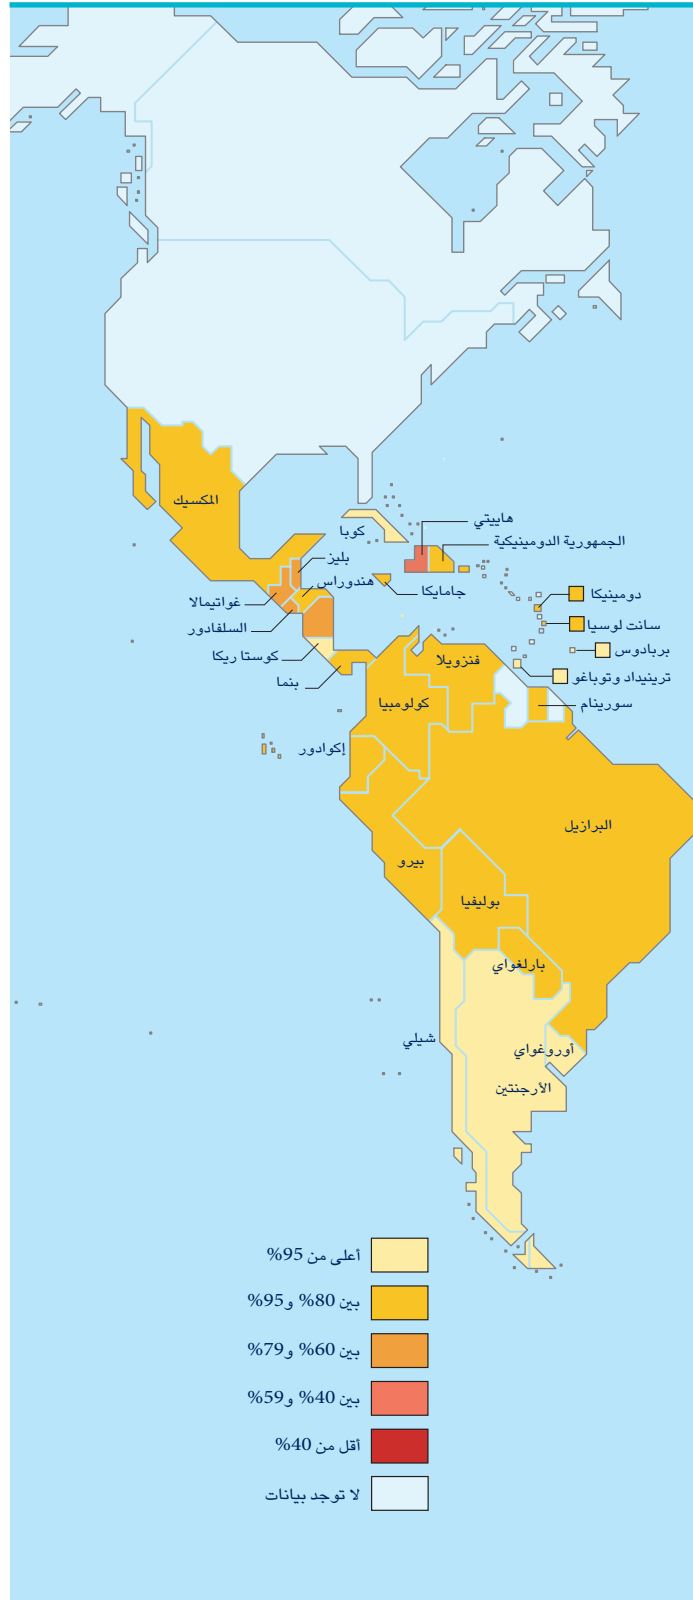 المكسيك
كوبا
هاييتي
الجمهورية الدومينيكية
بليز
هندوراس
جامايكا
غواتيمالا
السلفادور
كوستا ريكا
بنما
دومينيكا
سانت لوسيا
بربادوس
ترينيداد وتوباغو
سورينام
فنزويلا
كولومبيا
إكوادور
البرازيل
بيرو
بوليفيا
بارلغواي
شيلي
أوروغواي
الأرجنتين
أعلى من 95%
بين 80% و95%
بين 60% و79%
بين 40% و59%
أقل من 40%
لا توجد بيانات